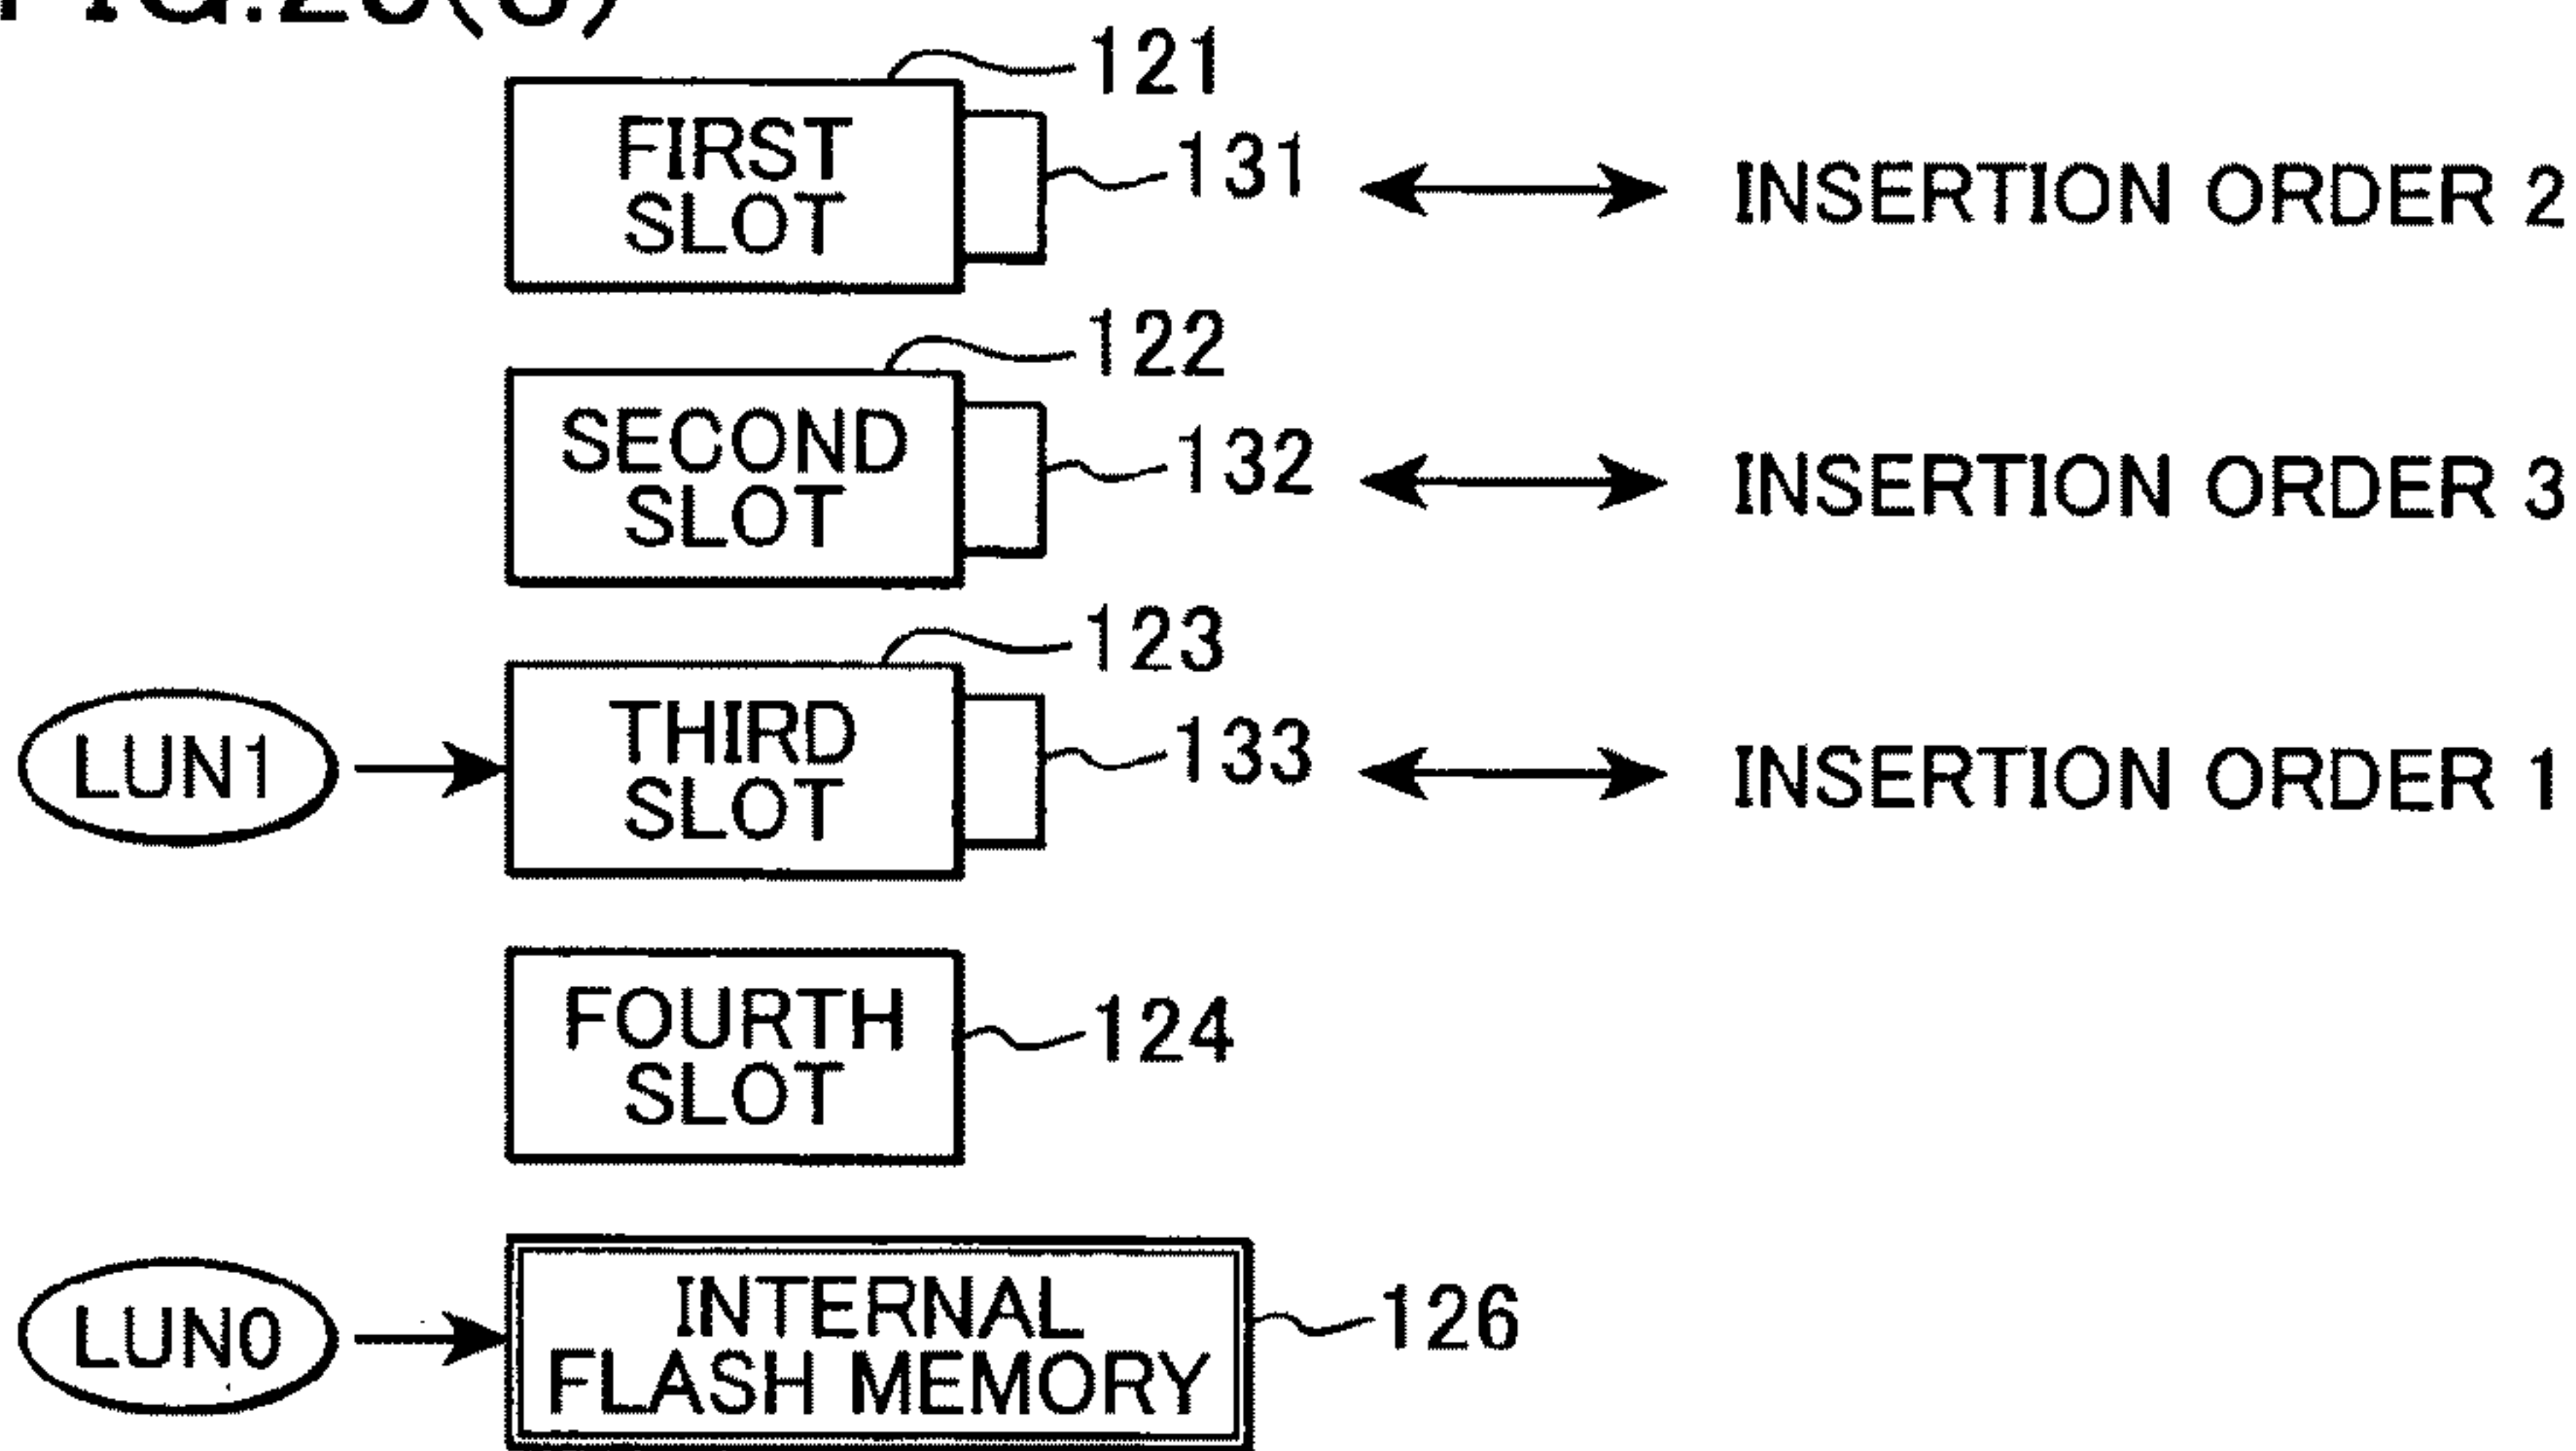 121
FIRST
SLOT
131
INSERTION ORDER 2
122
SECOND
SLOT
132
INSERTION ORDER 3
123
LUN1
THIRD
SLOT
133
INSERTION ORDER 1
FOURTH
SLOT
124
LUN0
INTERNAL
FLASH MEMORY
126